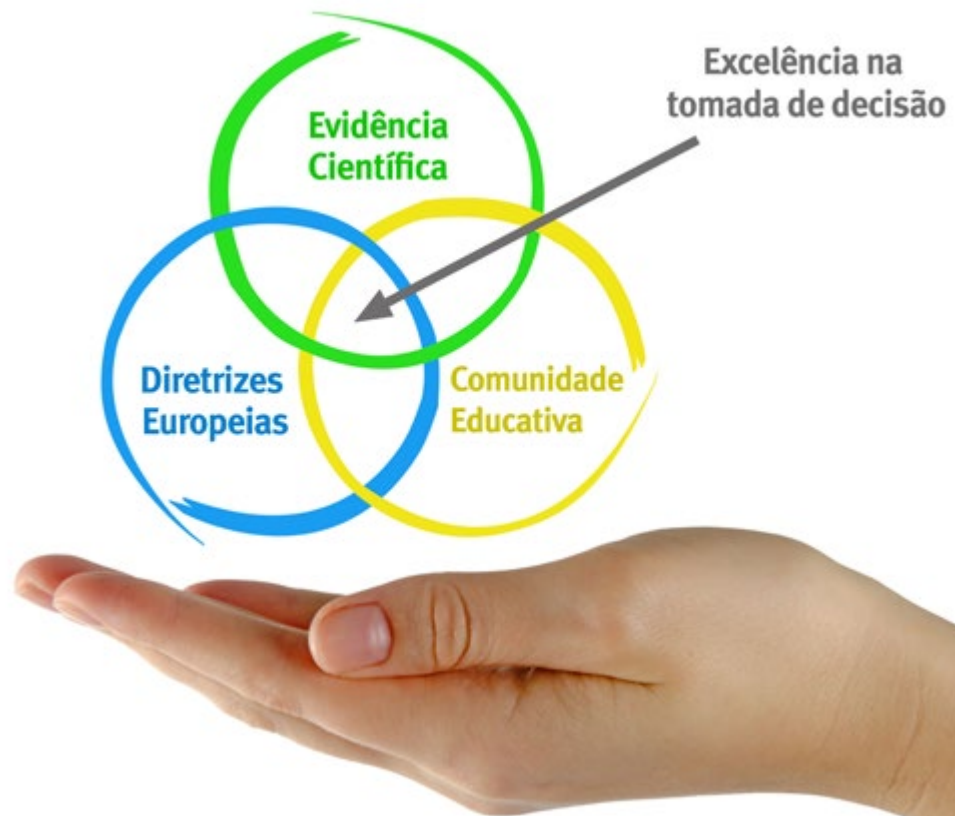 Excelência na
tomada de decisão
Evidência
Científica
Diretrizes
Europeias
Comunidade
Educativa